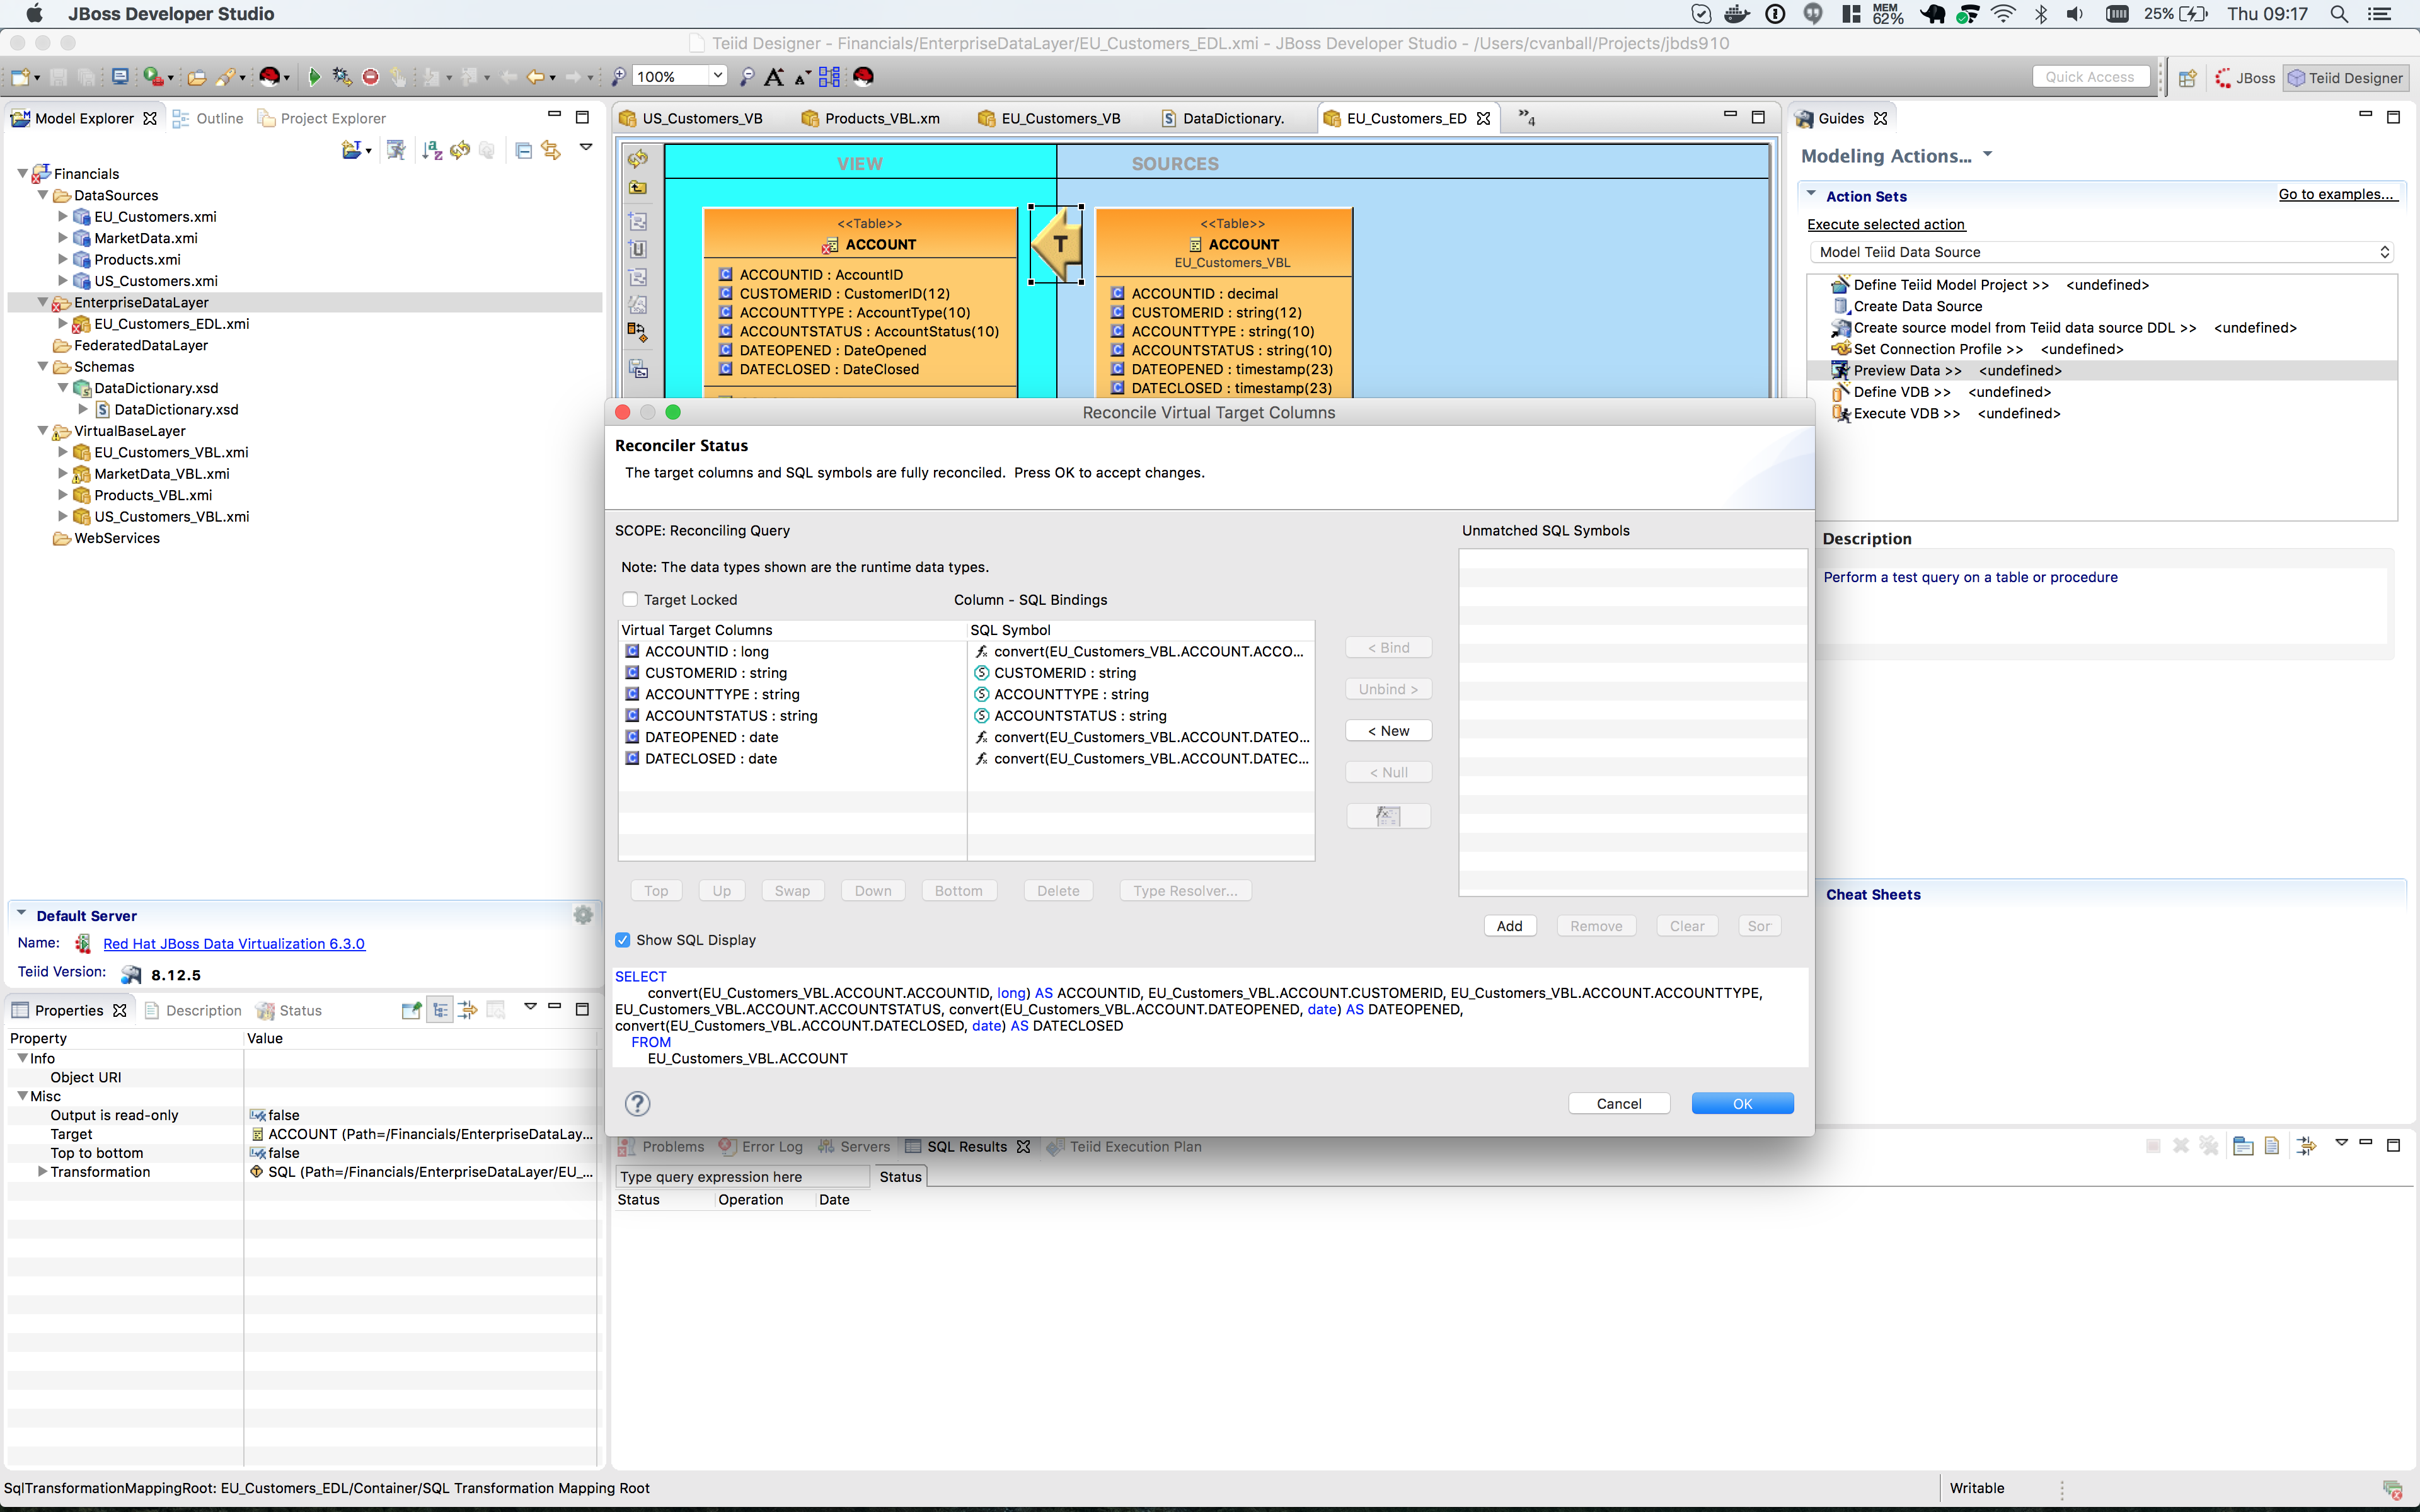 JBoss Developer Studio
MEM 62%
25%
Thu 09:17
Teiid Designer - Financials/EnterpriseDataLayer/EU_Customers_EDL.xmi - JBoss Developer Studio - /Users/cvanball/Projects/jbds910
100%
Quick Access
JBoss
Teiid Designer
Model Explorer
Outline
Project Explorer
Financials
DataSources
EU_Customers.xmi
MarketData.xmi
Products.xmi
US_Customers.xmi
EnterpriseDataLayer
EU_Customers_EDL.xmi
FederatedDataLayer
Schemas
DataDictionary.xsd
DataDictionary.xsd
VirtualBaseLayer
EU_Customers_VBL.xmi
MarketData_VBL.xmi
Products_VBL.xmi
US_Customers_VBL.xmi
WebServices
US_Customers_VB
Products_VBL.xm
EU_Customers_VB
DataDictionary.
EU_Customers_ED
»4
VIEW
SOURCES
<<Table>>
ACCOUNT
ACCOUNTID : AccountID
CUSTOMERID : CustomerID(12)
ACCOUNTTYPE : AccountType(10)
ACCOUNTSTATUS : AccountStatus(10)
DATEOPENED : DateOpened
DATECLOSED : DateClosed
T
<<Table>>
ACCOUNT
EU_Customers_VBL
ACCOUNTID : decimal
CUSTOMERID : string(12)
ACCOUNTTYPE : string(10)
ACCOUNTSTATUS : string(10)
DATEOPENED : timestamp(23)
DATECLOSED : timestamp(23)
Guides
Modeling Actions...
Action Sets
Go to examples...
Execute selected action
Model Teiid Data Source
Define Teiid Model Project >> <undefined>
Create Data Source
Create source model from Teiid data source DDL >> <undefined>
Set Connection Profile >> <undefined>
Preview Data >> <undefined>
Define VDB >> <undefined>
Execute VDB >> <undefined>
Description
Perform a test query on a table or procedure
Cheat Sheets
Reconcile Virtual Target Columns
Reconciler Status
The target columns and SQL symbols are fully reconciled. Press OK to accept changes.
SCOPE: Reconciling Query
Unmatched SQL Symbols
Note: The data types shown are the runtime data types.
Target Locked
Column - SQL Bindings
Virtual Target Columns
SQL Symbol
ACCOUNTID : long
convert(EU_Customers_VBL.ACCOUNT.ACCO...
CUSTOMERID : string
CUSTOMERID : string
ACCOUNTTYPE : string
ACCOUNTTYPE : string
ACCOUNTSTATUS : string
ACCOUNTSTATUS : string
DATEOPENED : date
convert(EU_Customers_VBL.ACCOUNT.DATEO...
DATECLOSED : date
convert(EU_Customers_VBL.ACCOUNT.DATEC...
< Bind
Unbind >
< New
< Null
Top
Up
Swap
Down
Bottom
Delete
Type Resolver...
Add
Remove
Clear
Sor
Show SQL Display
SELECT
convert(EU_Customers_VBL.ACCOUNT.ACCOUNTID, long) AS ACCOUNTID, EU_Customers_VBL.ACCOUNT.CUSTOMERID, EU_Customers_VBL.ACCOUNT.ACCOUNTTYPE,
EU_Customers_VBL.ACCOUNT.ACCOUNTSTATUS, convert(EU_Customers_VBL.ACCOUNT.DATEOPENED, date) AS DATEOPENED,
convert(EU_Customers_VBL.ACCOUNT.DATECLOSED, date) AS DATECLOSED
FROM
EU_Customers_VBL.ACCOUNT
?
Cancel
OK
Default Server
Name: Red Hat JBoss Data Virtualization 6.3.0
Teiid Version: 8.12.5
Properties
Description
Status
Property
Value
Info
Object URI
Misc
Output is read-only
false
Target
ACCOUNT (Path=/Financials/EnterpriseDataLay...
Top to bottom
false
Transformation
SQL (Path=/Financials/EnterpriseDataLayer/EU_...
Problems
Error Log
Servers
SQL Results
Teiid Execution Plan
Type query expression here
Status
Status
Operation
Date
SqlTransformationMappingRoot: EU_Customers_EDL/Container/SQL Transformation Mapping Root
Writable